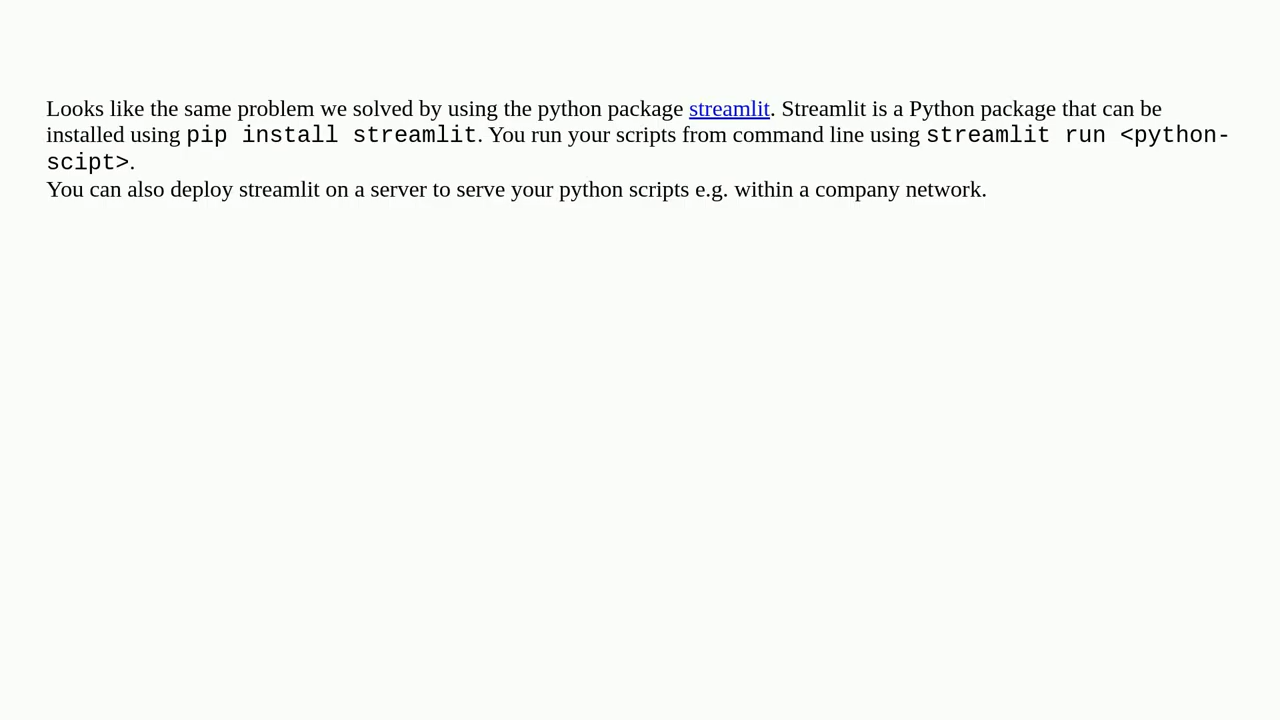 Looks like the same problem we solved by using the python package streamlit. Streamlit is a Python package that can be
installed using pip install streamlit. You run your scripts from command line using streamlit run <python-
scipt>.
You can also deploy streamlit on a server to serve your python scripts e.g. within a company network.